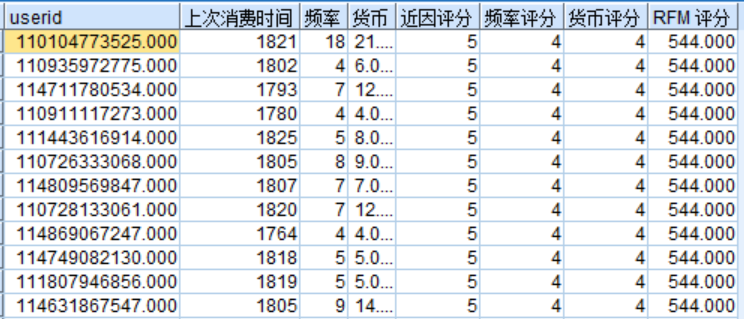 userid 上次消费时间 频率 货币 近因评分 频率评分 货币评分 RFM 评分
110104773525.000 1821 18 21.... 5 4 4 544.000
110935972775.000 1802 4 6.0... 5 4 4 544.000
114711780534.000 1793 7 12.... 5 4 4 544.000
110911117273.000 1780 4 4.0... 5 4 4 544.000
111443616914.000 1825 5 8.0... 5 4 4 544.000
110726333068.000 1805 8 9.0... 5 4 4 544.000
114809569847.000 1807 7 7.0... 5 4 4 544.000
110728133061.000 1820 7 12.... 5 4 4 544.000
114869067247.000 1764 4 4.0... 5 4 4 544.000
114749082130.000 1818 5 5.0... 5 4 4 544.000
111807946856.000 1819 5 5.0... 5 4 4 544.000
114631867547.000 1805 9 14.... 5 4 4 544.000